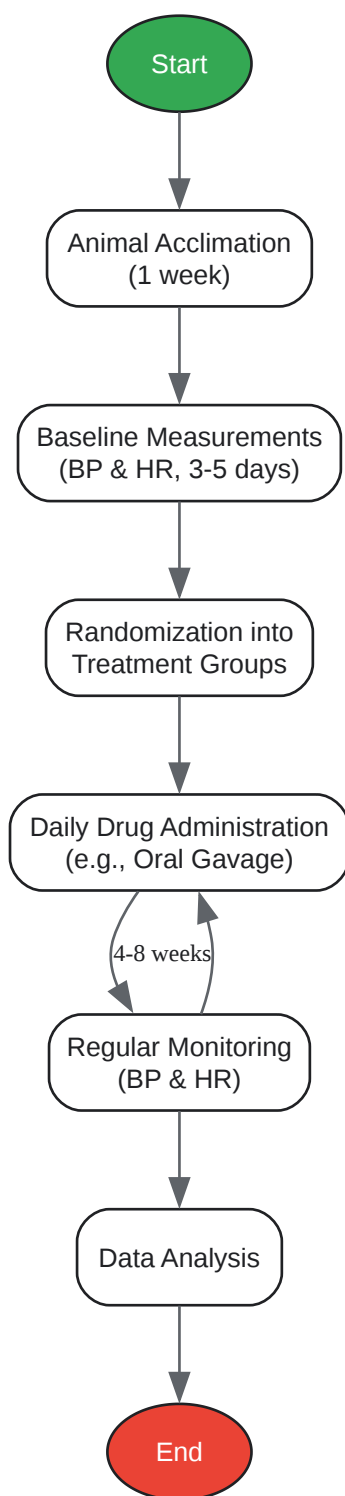 Start
Animal Acclimation
(1 week)
Baseline Measurements
(BP & HR, 3-5 days)
Randomization into
Treatment Groups
Daily Drug Administration
(e.g., Oral Gavage)
4-8 weeks
Regular Monitoring
(BP & HR)
Data Analysis
End